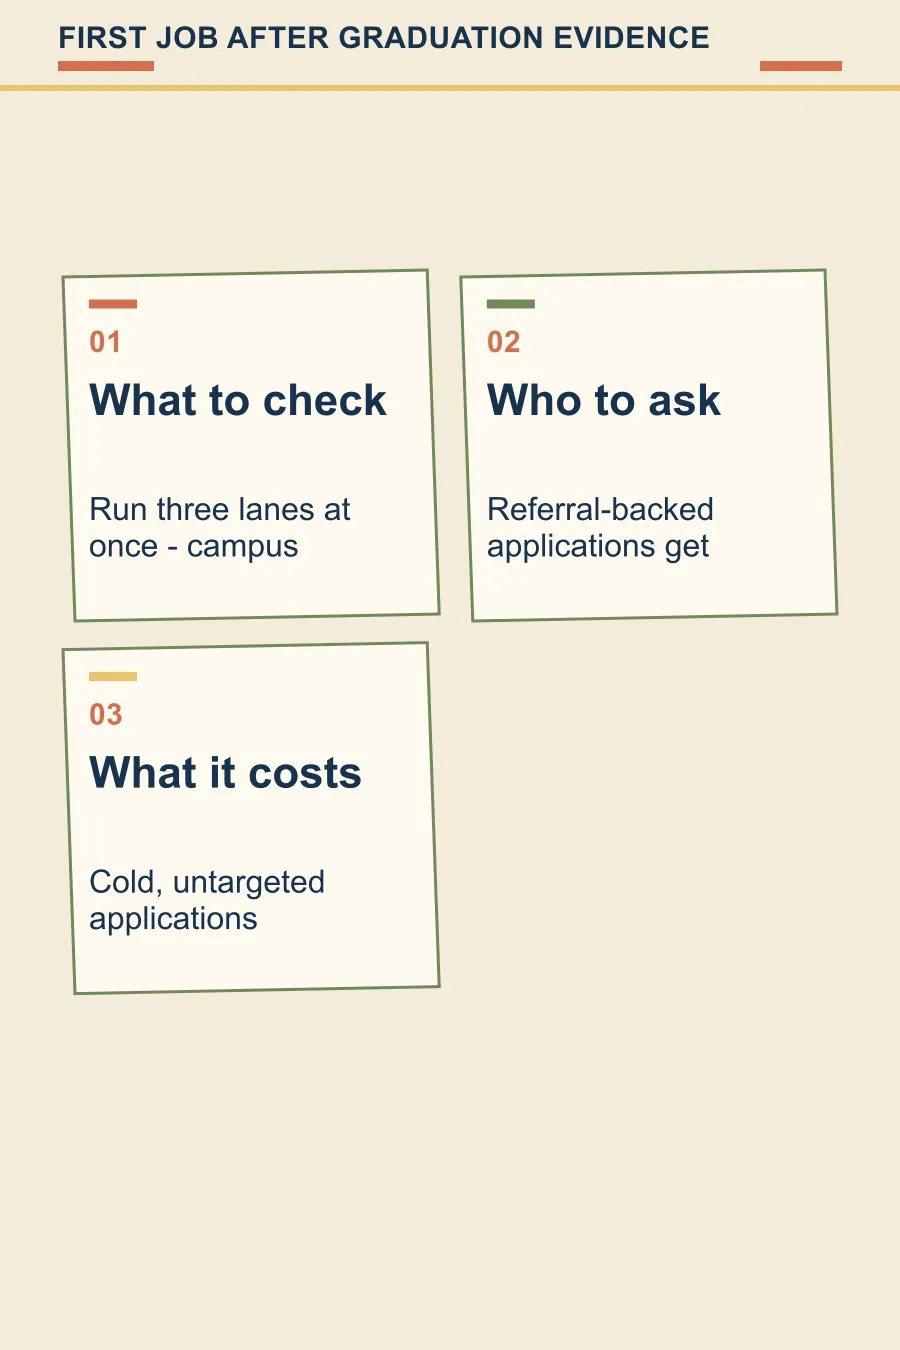 FIRST JOB AFTER GRADUATION EVIDENCE
01
What to check
Run three lanes at
once - campus
02
Who to ask
Referral-backed
applications get
03
What it costs
Cold, untargeted
applications